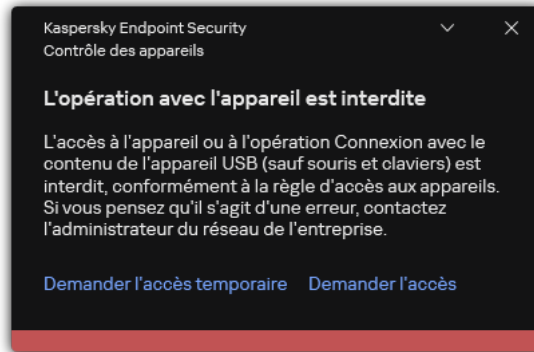 Kaspersky Endpoint Security
Contrôle des appareils
L'opération avec l'appareil est interdite
L'accès à l'appareil ou à l'opération Connexion avec le
contenu de l'appareil USB (sauf souris et claviers) est
interdit, conformément à la règle d'accès aux appareils.
Si vous pensez qu'il s'agit d'une erreur, contactez
l'administrateur du réseau de l'entreprise.
Demander l'accès temporaire Demander l'accès